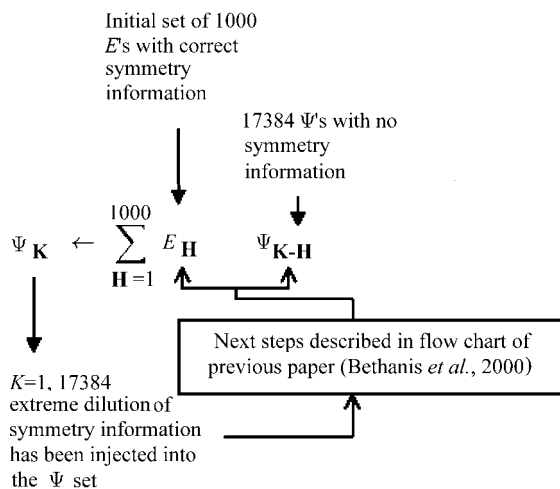 Initial set of 1000
E's with correct
symmetry
information
17384 Ψ's with no
symmetry
information
1000
Ψ K ← ∑ E H Ψ K-H
H =1
Next steps described in flow chart of
previous paper (Bethanis et al., 2000)
K=1, 17384
extreme dilution of
symmetry information
has been injected into
the Ψ set